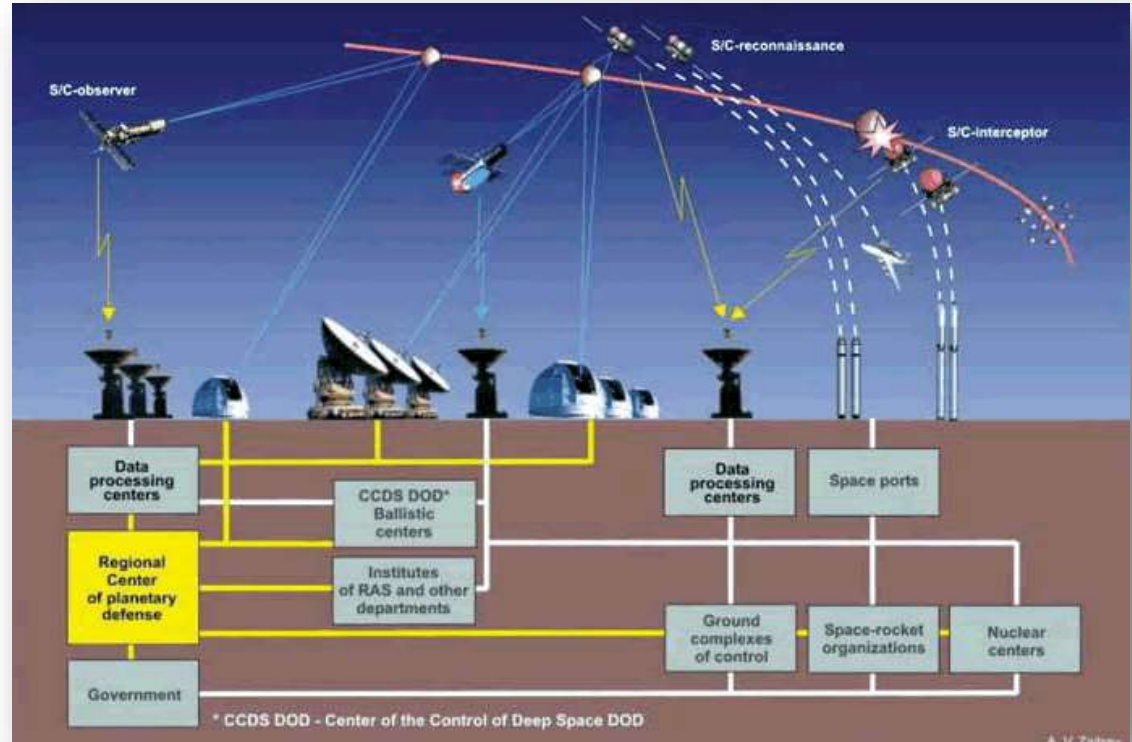 S/C-reconnaissance
S/C-observer
S/C-interceptor
Data
processing
centers
CCDS DOD*
Ballistic
centers
Data
processing
centers
Space ports
Regional
Center
of planetary
defense
Institutes
of RAS and other
departments
Ground
complexes
of control
Space-rocket
organizations
Nuclear
centers
Government
* CCDS DOD - Center of the Control of Deep Space DOD
A. V.